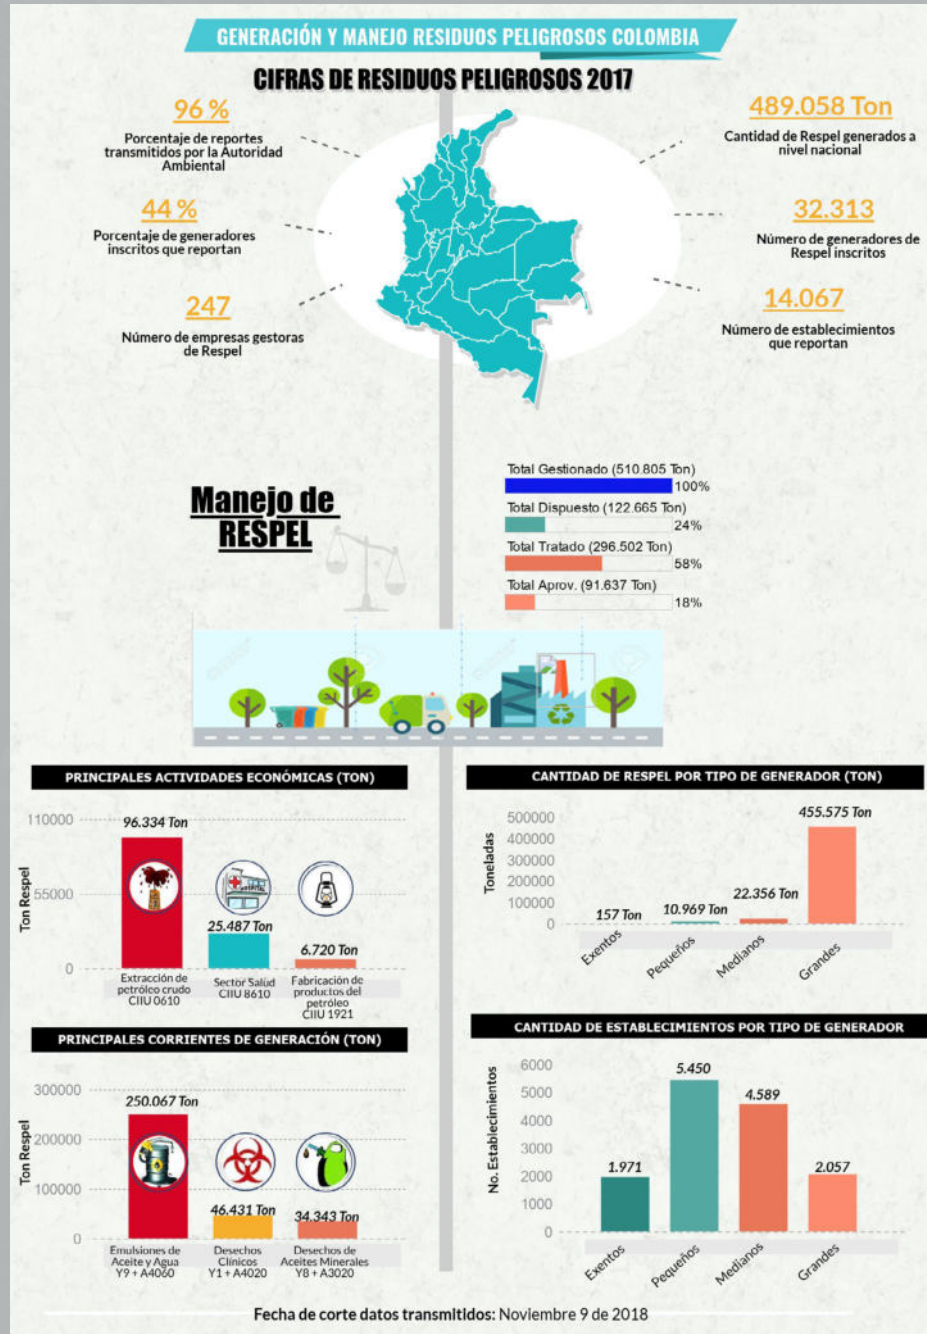 GENERACIÓN Y MANEJO RESIDUOS PELIGROSOS COLOMBIA
CIFRAS DE RESIDUOS PELIGROSOS 2017
96 %
Porcentaje de reportes
transmitidos por la Autoridad
Ambiental
44 %
Porcentaje de generadores
inscritos que reportan
247
Número de empresas gestoras
de Respel
489.058 Ton
Cantidad de Respel generados a
nivel nacional
32.313
Número de generadores de
Respel inscritos
14.067
Número de establecimientos
que reportan
Manejo de
RESPEL
Total Gestionado (510.805 Ton)
100%
Total Dispuesto (122.665 Ton)
24%
Total Tratado (296.502 Ton)
58%
Total Aprov. (91.637 Ton)
18%
PRINCIPALES ACTIVIDADES ECONÓMICAS (TON)
Ton Respel
110000
55000
0
96.334 Ton
25.487 Ton
6.720 Ton
HOSPITAL
Extracción de
petróleo crudo
CIIU 0610
Sector Salud
CIIU 8610
Fabricación de
productos del
petróleo
CIIU 1921
CANTIDAD DE RESPEL POR TIPO DE GENERADOR (TON)
Toneladas
500000
400000
300000
200000
100000
0
157 Ton
10.969 Ton
22.356 Ton
455.575 Ton
Exentos
Pequeños
Medianos
Grandes
PRINCIPALES CORRIENTES DE GENERACIÓN (TON)
Ton Respel
300000
200000
100000
0
250.067 Ton
46.431 Ton
34.343 Ton
Emulsiones de
Aceite y Agua
Y9 + A4060
Desechos
Clínicos
Y1 + A4020
Desechos de
Aceites Minerales
Y8 + A3020
CANTIDAD DE ESTABLECIMIENTOS POR TIPO DE GENERADOR
No. Establecimientos
6000
5000
4000
3000
2000
1000
0
1.971
5.450
4.589
2.057
Exentos
Pequeños
Medianos
Grandes
Fecha de corte datos transmitidos: Noviembre 9 de 2018